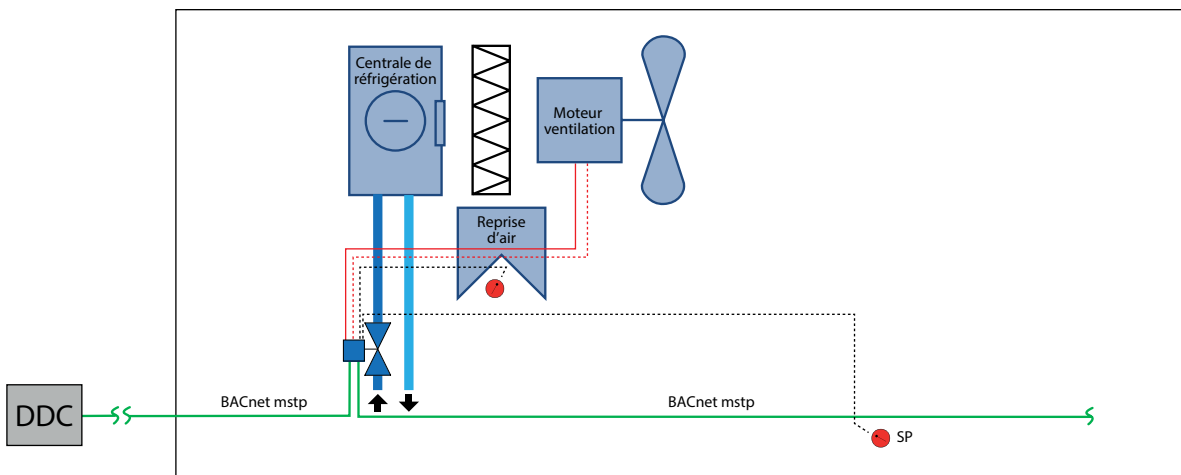 Centrale de
réfrigération
Moteur
ventilation
Reprise
d’air
DDC
BACnet mstp
BACnet mstp
SP